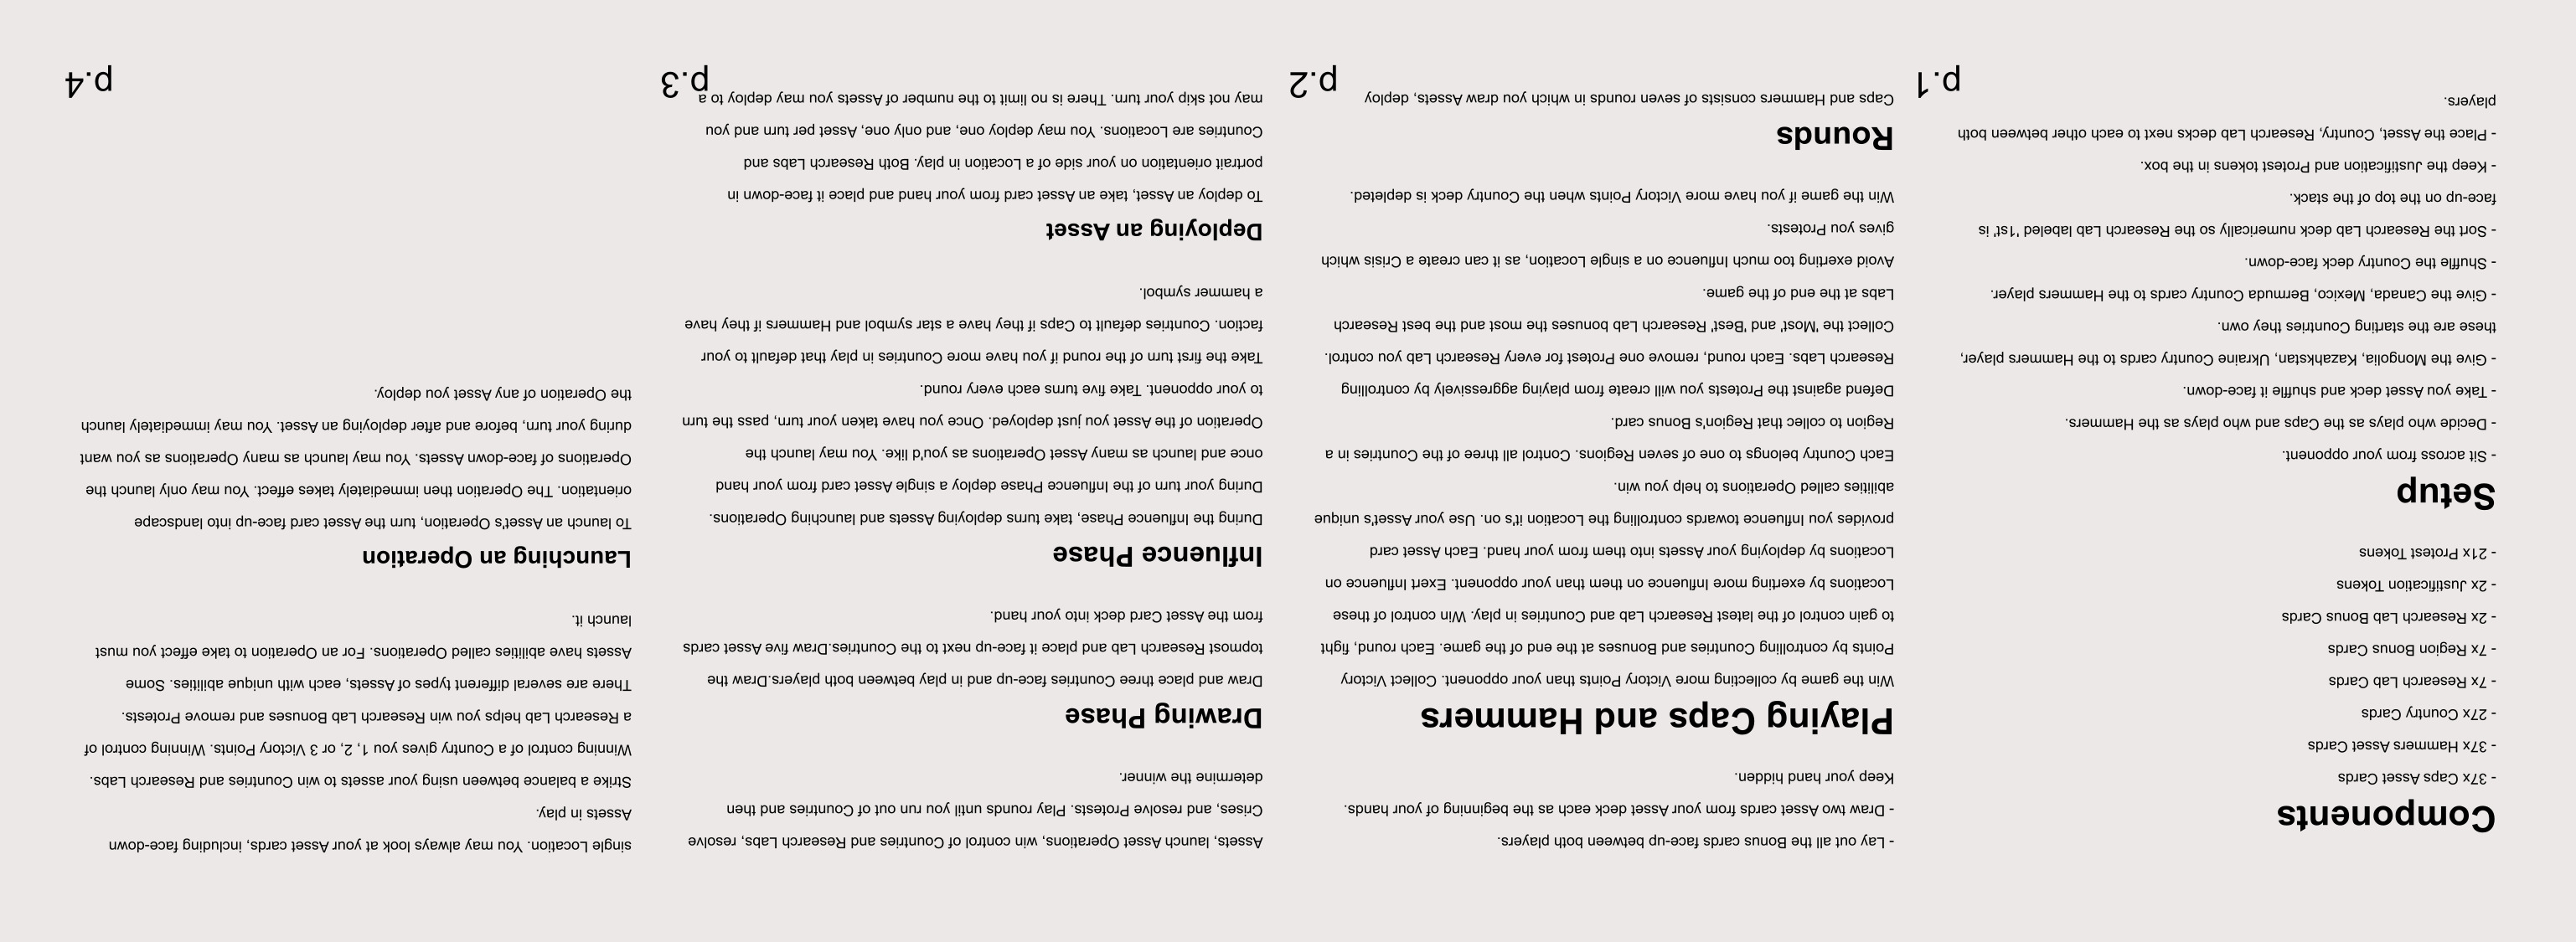 Components
- 37x Caps Asset Cards
- 37x Hammers Asset Cards
- 27x Country Cards
- 7x Research Lab Cards
- 7x Region Bonus Cards
- 2x Research Lab Bonus Cards
- 2x Justification Tokens
- 21x Protest Tokens
Setup
- Sit across from your opponent.
- Decide who plays as the Caps and who plays as the Hammers.
- Take you Asset deck and shuffle it face-down.
- Give the Mongolia, Kazakhstan, Ukraine Country cards to the Hammers player,
these are the starting Countries they own.
- Give the Canada, Mexico, Bermuda Country cards to the Hammers player.
- Shuffle the Country deck face-down.
- Sort the Research Lab deck numerically so the Research Lab labeled '1st' is
face-up on the top of the stack.
- Keep the Justification and Protest tokens in the box.
- Place the Asset, Country, Research Lab decks next to each other between both
players.
p.1
- Lay out all the Bonus cards face-up between both players.
- Draw two Asset cards from your Asset deck each as the beginning of your hands.
Keep your hand hidden.
Playing Caps and Hammers
Win the game by collecting more Victory Points than your opponent. Collect Victory
Points by controlling Countries and Bonuses at the end of the game. Each round, fight
to gain control of the latest Research Lab and Countries in play. Win control of these
Locations by exerting more Influence on them than your opponent. Exert Influence on
Locations by deploying your Assets into them from your hand. Each Asset card
provides you Influence towards controlling the Location it's on. Use your Asset's unique
abilities called Operations to help you win.
Each Country belongs to one of seven Regions. Control all three of the Countries in a
Region to collec that Region's Bonus card.
Defend against the Protests you will create from playing aggressively by controlling
Research Labs. Each round, remove one Protest for every Research Lab you control.
Collect the 'Most' and 'Best' Research Lab bonuses the most and the best Research
Labs at the end of the game.
Avoid exerting too much Influence on a single Location, as it can create a Crisis which
gives you Protests.
Win the game if you have more Victory Points when the Country deck is depleted.
Rounds
Caps and Hammers consists of seven rounds in which you draw Assets, deploy
p.2
Assets, launch Asset Operations, win control of Countries and Research Labs, resolve
Crises, and resolve Protests. Play rounds until you run out of Countries and then
determine the winner.
Drawing Phase
Draw and place three Countries face-up and in play between both players.Draw the
topmost Research Lab and place it face-up next to the Countries.Draw five Asset cards
from the Asset Card deck into your hand.
Influence Phase
During the Influence Phase, take turns deploying Assets and launching Operations.
During your turn of the Influence Phase deploy a single Asset card from your hand
once and launch as many Asset Operations as you'd like. You may launch the
Operation of the Asset you just deployed. Once you have taken your turn, pass the turn
to your opponent. Take five turns each every round.
Take the first turn of the round if you have more Countries in play that default to your
faction. Countries default to Caps if they have a star symbol and Hammers if they have
a hammer symbol.
Deploying an Asset
To deploy an Asset, take an Asset card from your hand and place it face-down in
portrait orientation on your side of a Location in play. Both Research Labs and
Countries are Locations. You may deploy one, and only one, Asset per turn and you
may not skip your turn. There is no limit to the number of Assets you may deploy to a
p.3
single Location. You may always look at your Asset cards, including face-down
Assets in play.
Strike a balance between using your assets to win Countries and Research Labs.
Winning control of a Country gives you 1, 2, or 3 Victory Points. Winning control of
a Research Lab helps you win Research Lab Bonuses and remove Protests.
There are several different types of Assets, each with unique abilities. Some
Assets have abilities called Operations. For an Operation to take effect you must
launch it.
Launching an Operation
To launch an Asset's Operation, turn the Asset card face-up into landscape
orientation. The Operation then immediately takes effect. You may only launch the
Operations of face-down Assets. You may launch as many Operations as you want
during your turn, before and after deploying an Asset. You may immediately launch
the Operation of any Asset you deploy.
p.4